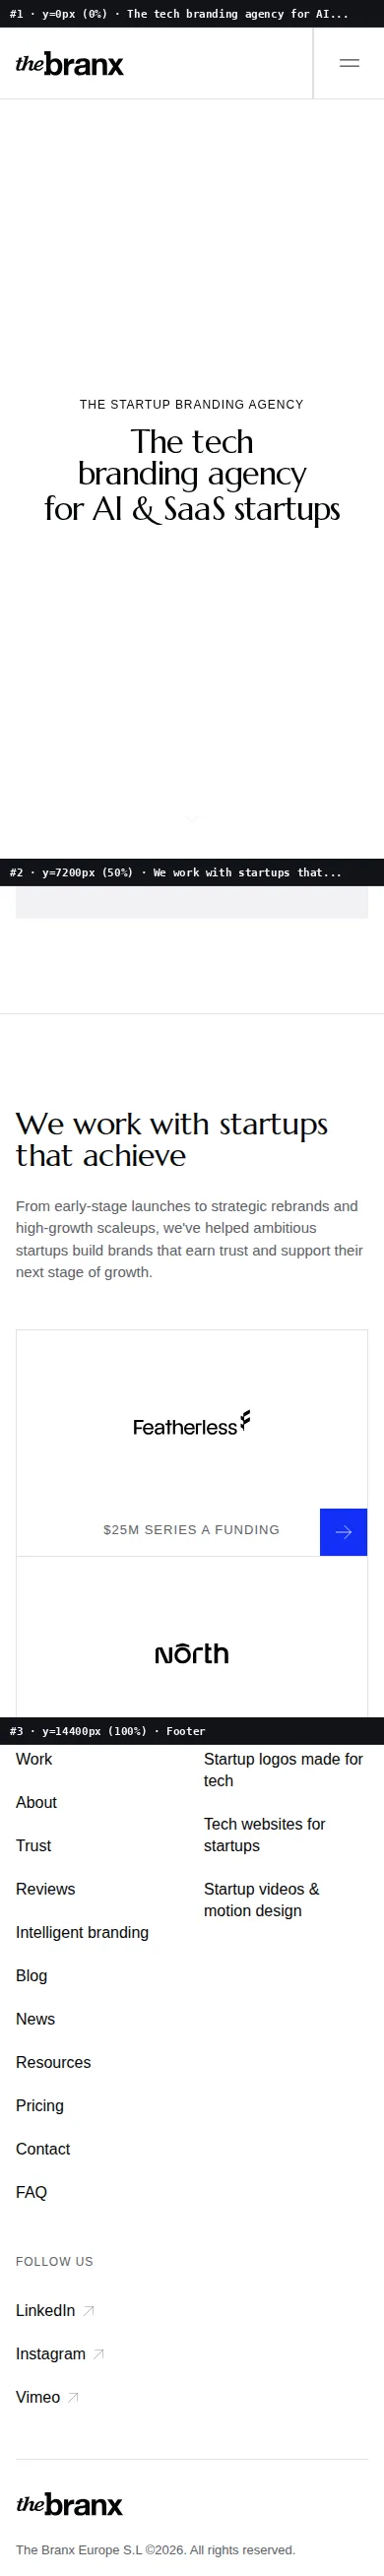 #1 · y=0px (0%) · The tech branding agency for AI...
thebranx
THE STARTUP BRANDING AGENCY
The tech
branding agency
for AI & SaaS startups
#2 · y=7200px (50%) · We work with startups that...
We work with startups
that achieve
From early-stage launches to strategic rebrands and
high-growth scaleups, we've helped ambitious
startups build brands that earn trust and support their
next stage of growth.
Featherless
$25M SERIES A FUNDING
north
#3 · y=14400px (100%) · Footer
Work
About
Trust
Reviews
Intelligent branding
Blog
News
Resources
Pricing
Contact
FAQ
Startup logos made for
tech
Tech websites for
startups
Startup videos &
motion design
FOLLOW US
LinkedIn
Instagram
Vimeo
thebranx
The Branx Europe S.L ©2026. All rights reserved.